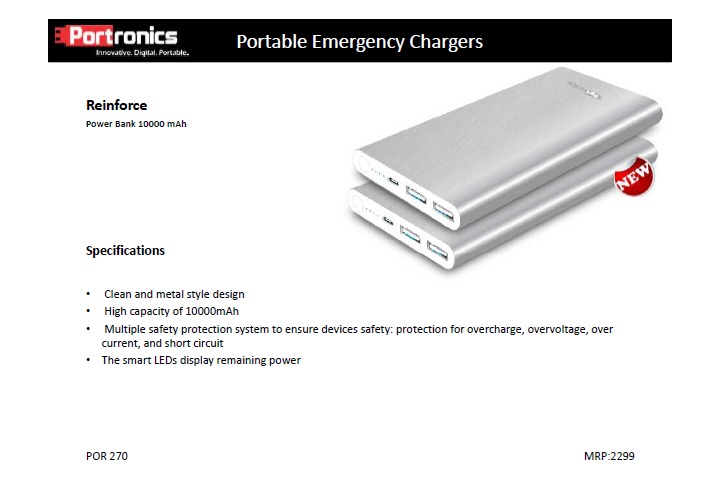 Portronics
Innovative. Digital. Portable.
Portable Emergency Chargers
Reinforce
Power Bank 10000 mAh
NEW
Specifications
• Clean and metal style design
• High capacity of 10000mAh
• Multiple safety protection system to ensure devices safety: protection for overcharge, overvoltage, over
current, and short circuit
• The smart LEDs display remaining power
POR 270
MRP:2299